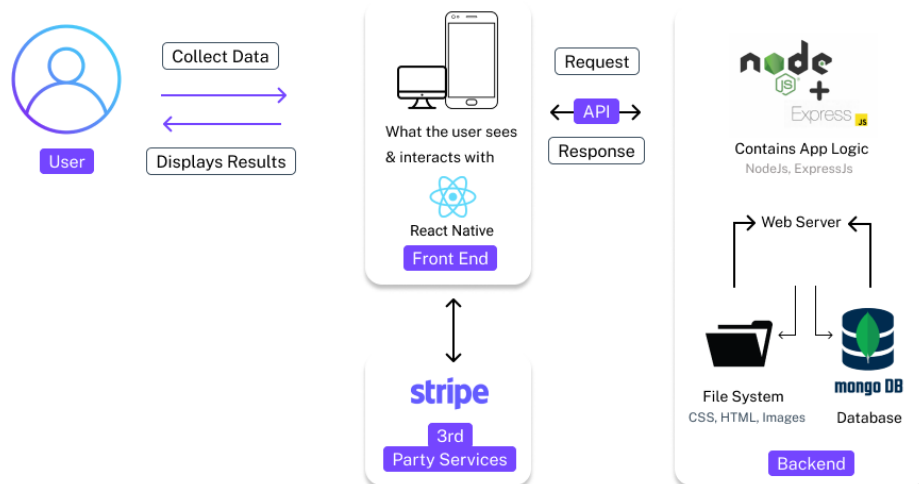 Collect Data
User
Displays Results
What the user sees
& interacts with
React Native
Front End
stripe
3rd
Party Services
Request
API
Response
node
JS
+
Express
JS
Contains App Logic
NodeJs, ExpressJs
Web Server
File System
CSS, HTML, Images
mongo DB
Database
Backend